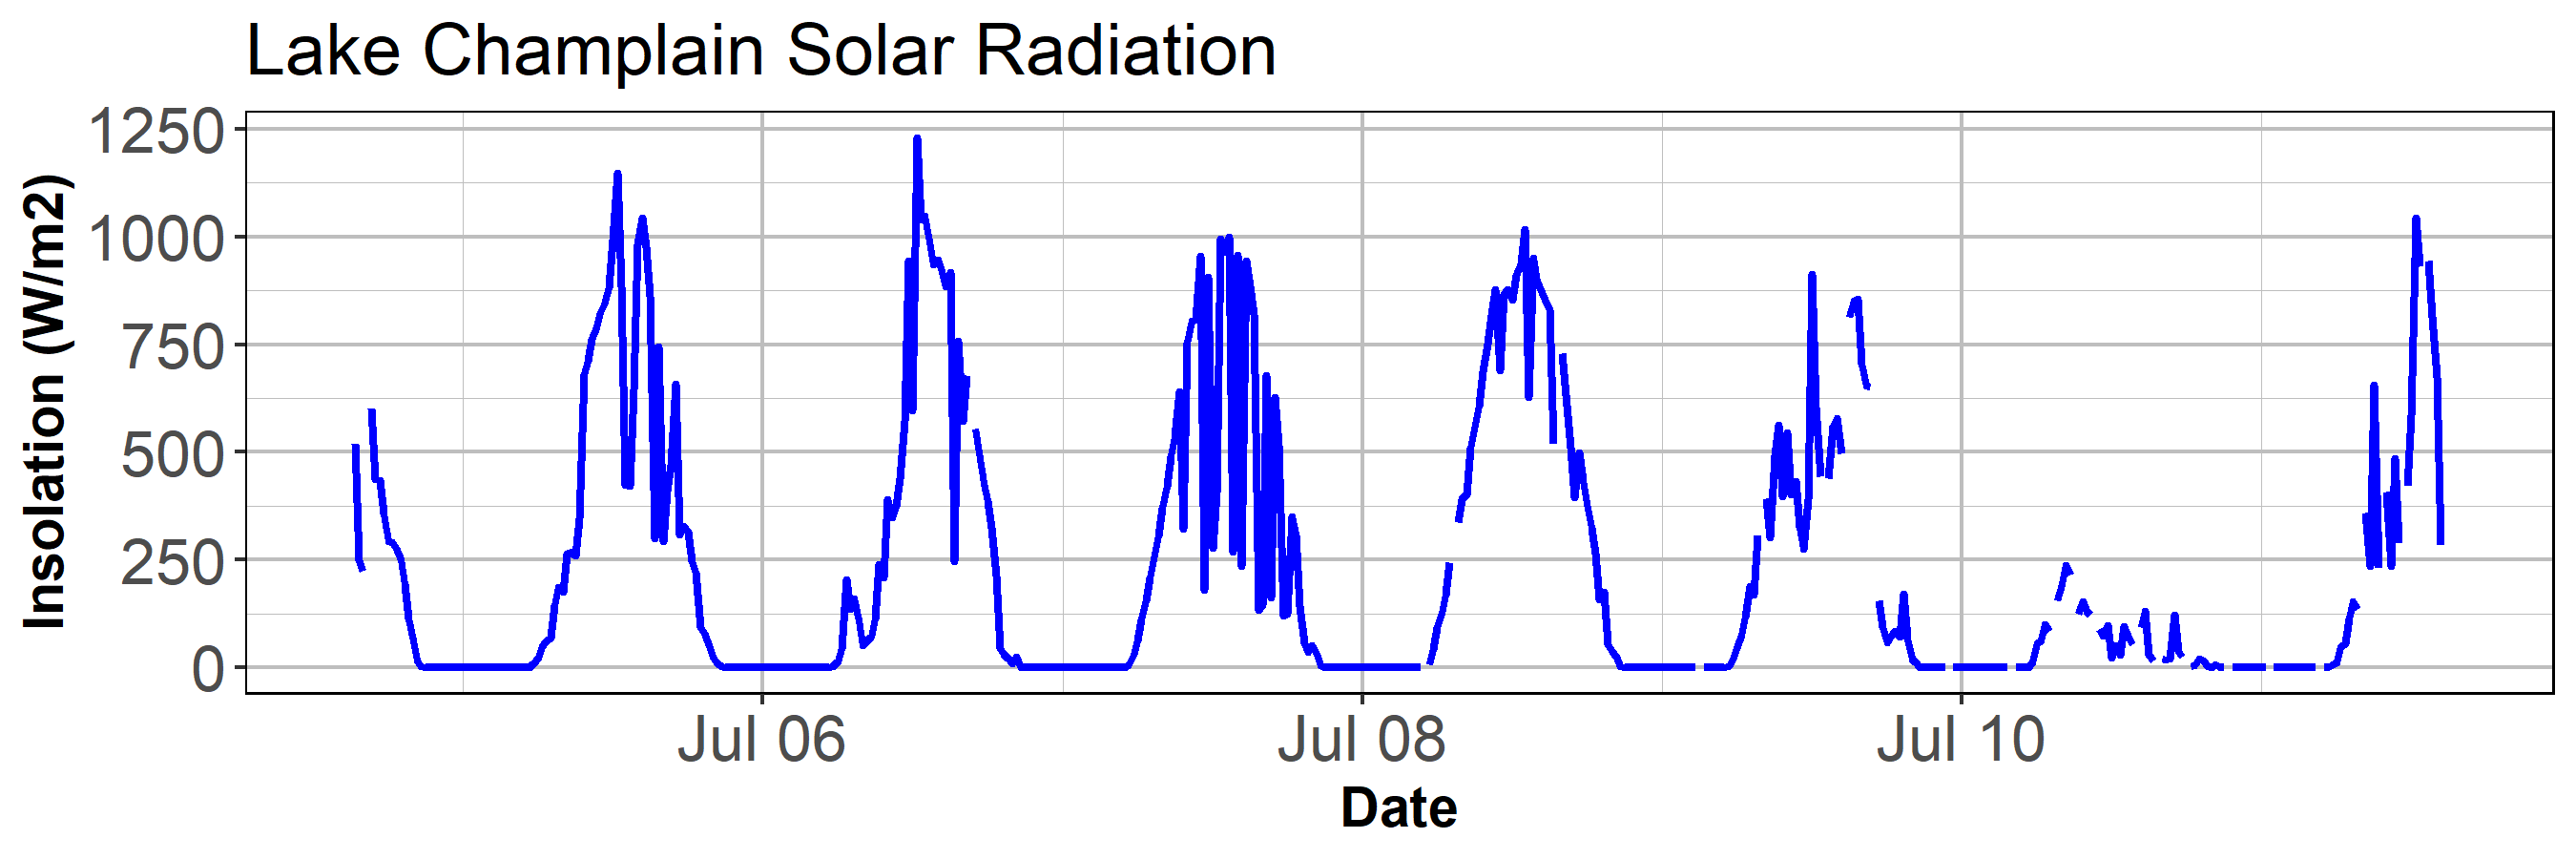 Lake Champlain Solar Radiation
Insolation (W/m2)
1250
1000
750
500
250
0
Jul 06
Jul 08
Jul 10
Date